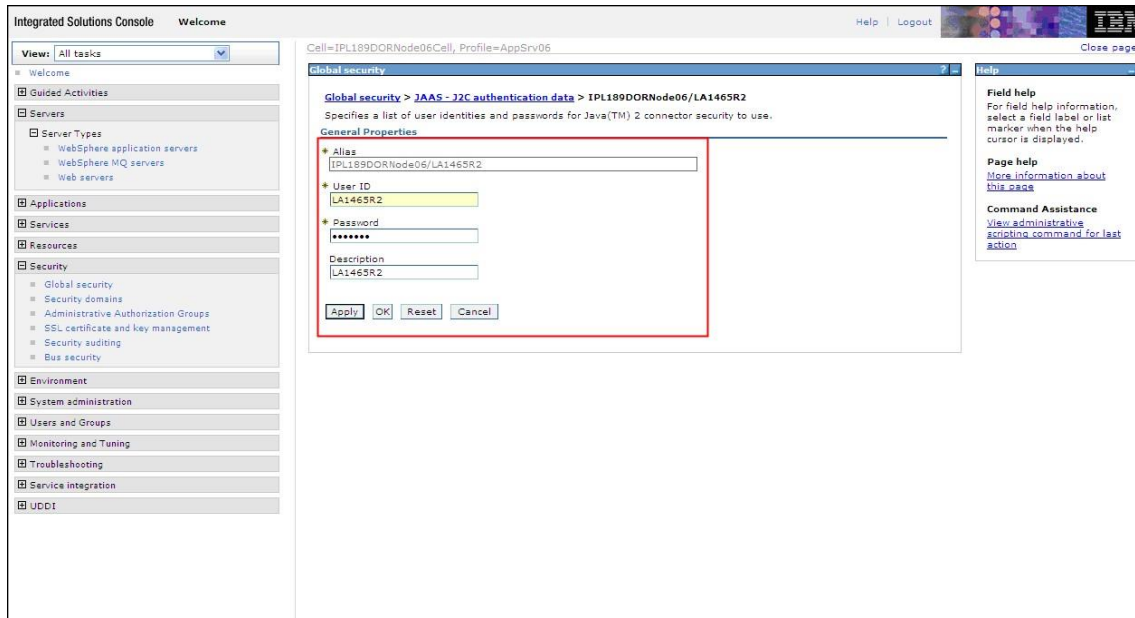 Integrated Solutions Console Welcome Help | Logout IBM
View: All tasks
Cell=IPL189DORNode06Cell, Profile=AppSrv06 Close page
Welcome
Guided Activities
Servers
Server Types
WebSphere application servers
WebSphere MQ servers
Web servers
Applications
Services
Resources
Security
Global security
Security domains
Administrative Authorization Groups
SSL certificate and key management
Security auditing
Bus security
Environment
System administration
Users and Groups
Monitoring and Tuning
Troubleshooting
Service integration
UDDI
Global security ? -
Global security > JAAS - J2C authentication data > IPL189DORNode06/LA1465R2
Specifies a list of user identities and passwords for Java(TM) 2 connector security to use.
General Properties
* Alias
IPL189DORNode06/LA1465R2
* User ID
LA1465R2
* Password
•••••••
Description
LA1465R2
Apply OK Reset Cancel
Help -
Field help
For field help information,
select a field label or list
marker when the help
cursor is displayed.
Page help
More information about
this page
Command Assistance
View administrative
scripting command for last
action